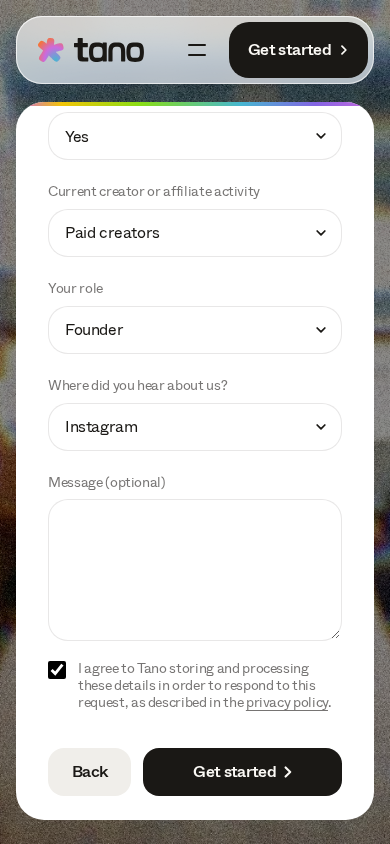 tano
Get started
Yes
Current creator or affiliate activity
Paid creators
Your role
Founder
Where did you hear about us?
Instagram
Message (optional)
I agree to Tano storing and processing
these details in order to respond to this
request, as described in the privacy policy.
Back
Get started